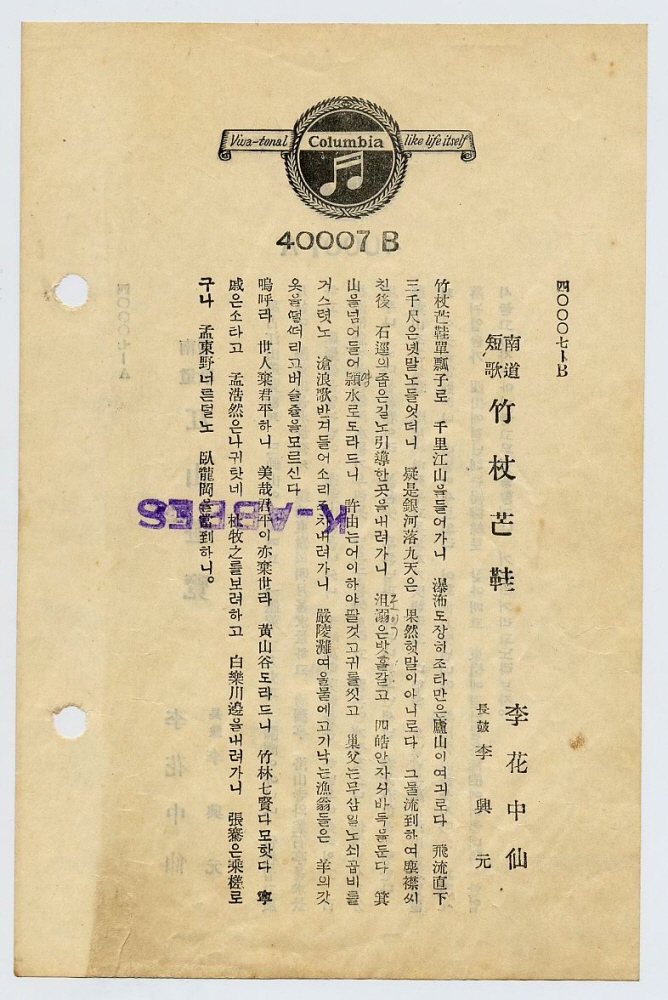 Viva-tonal Columbia like life itself
40007 B
四〇〇〇七―B
南道短歌 竹杖芒鞋
李花中仙
長鼓 李興元
竹杖芒鞋單瓢子로 千里江山을들어가니 瀑沛도장히조타만은廬山이여긔로다 飛流直下
三千尺은녯말노들엇더니 疑是銀河落九天은 果然헛말이아니로다 그물流到하여塵襟씨
친後 石逕의좁은길노引導한곳을내려가니 沮溺은밧흘갈고 四皓안자쉬바둑을둔다 箕
山을넘어들어潁水로도라드니 許由는어이하야팔것고귀를씻고 巢父는무삼일노쇠곱비를
거스렷노 滄浪歌반겨들어소리조차내려가니 嚴陵灘여울물에고기낙는漁翁들은 羊의갓
옷을떨떠리고버슬줄을모르신다
嗚呼라 世人棄君平하니 美哉君平이亦棄世라 黃山谷도라드니 竹林七賢다모핫다 寧
戚은소타고 孟浩然은나귀탓네 杜牧之를보려하고 白樂川邊을내려가니 張騫은乘槎로
구나 孟東野너른덜노 臥龍岡을當到하니。
K-ABEES